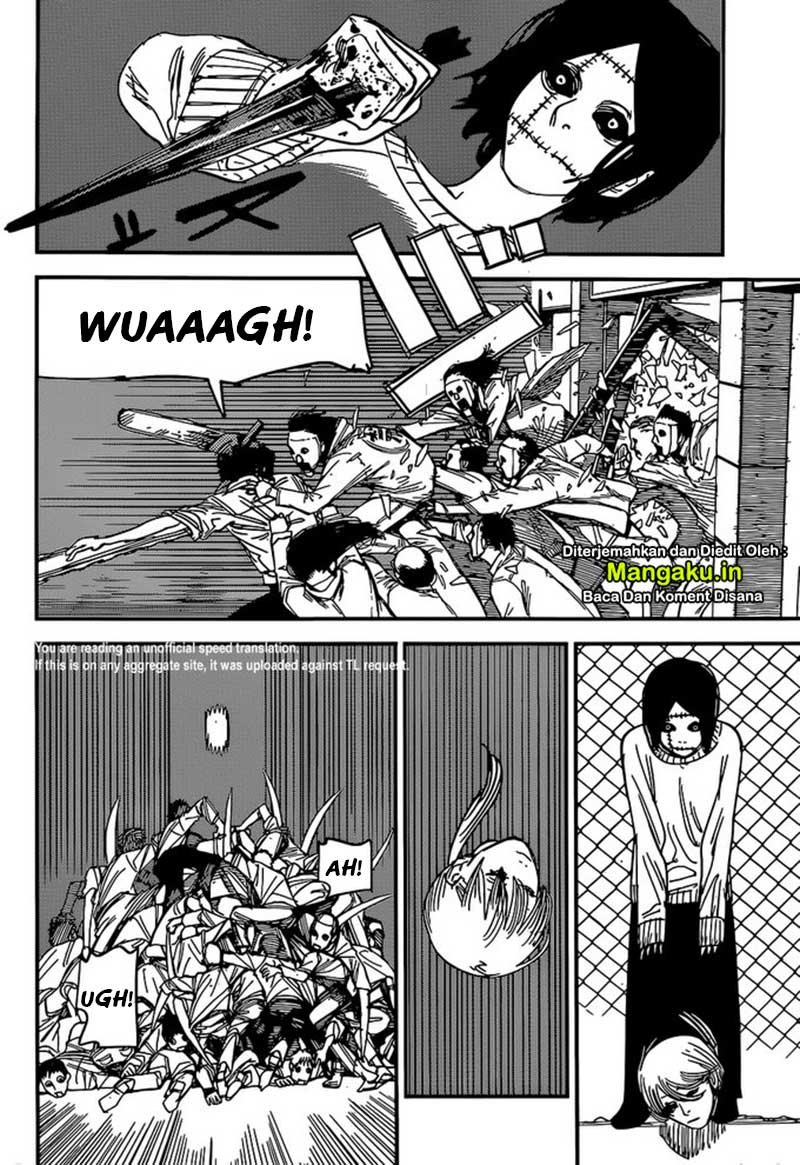 WUAAAGH!
Diterjemahkan dan Diedit Oleh :
Mangaku.in
Baca Dan Koment Disana
You are reading an unofficial speed translation.
If this is on any aggregate site, it was uploaded against TL request.
AH!
UGH!